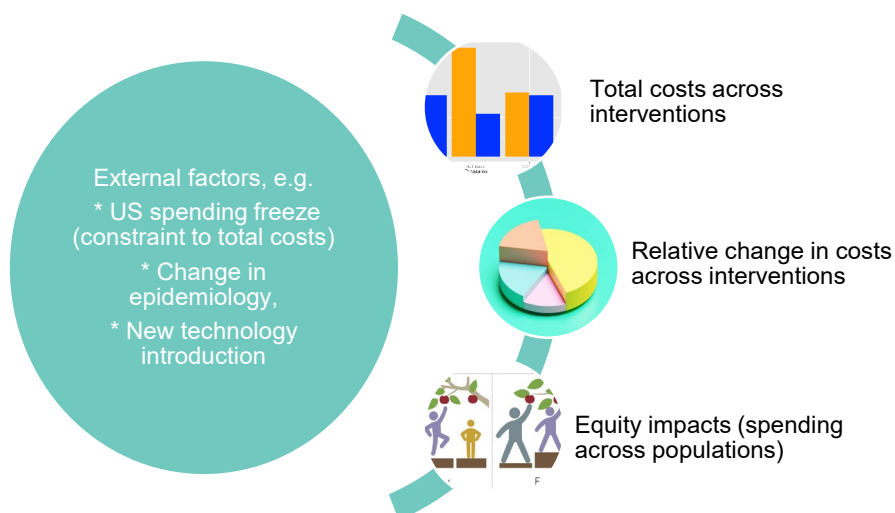 External factors, e.g.
* US spending freeze
(constraint to total costs)
* Change in
epidemiology,
* New technology
introduction
Total costs across
interventions
Relative change in costs
across interventions
Equity impacts (spending
across populations)